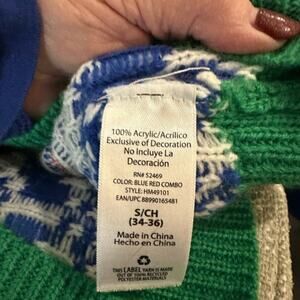 100% Acrylic/Acrílico
Exclusive of Decoration
No Incluye La
Decoración
RN# 52469
COLOR: BLUE RED COMBO
STYLE: HM49101
EAN/UPC 889901654​81
S/CH
(34-36)
Made in China
Hecho en China
THIS LABEL YARN IS MADE
OUT OF 100% RECYCLED
POLYESTER MATERIALS